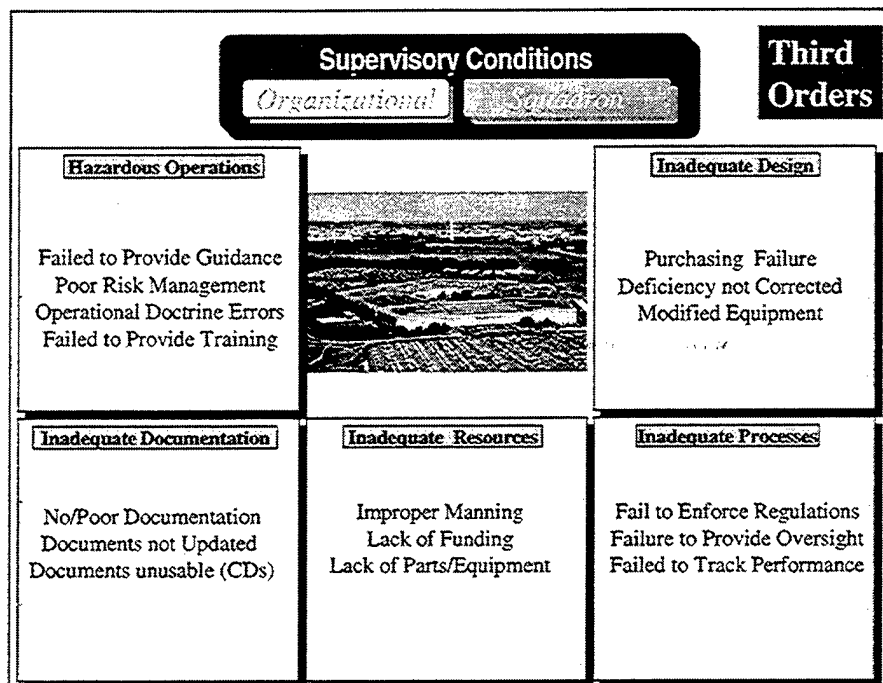 Supervisory Conditions
Organizational
Squadron
Third
Orders
Hazardous Operations
Failed to Provide Guidance
Poor Risk Management
Operational Doctrine Errors
Failed to Provide Training
Inadequate Design
Purchasing Failure
Deficiency not Corrected
Modified Equipment
Inadequate Documentation
No/Poor Documentation
Documents not Updated
Documents unusable (CDs)
Inadequate Resources
Improper Manning
Lack of Funding
Lack of Parts/Equipment
Inadequate Processes
Fail to Enforce Regulations
Failure to Provide Oversight
Failed to Track Performance